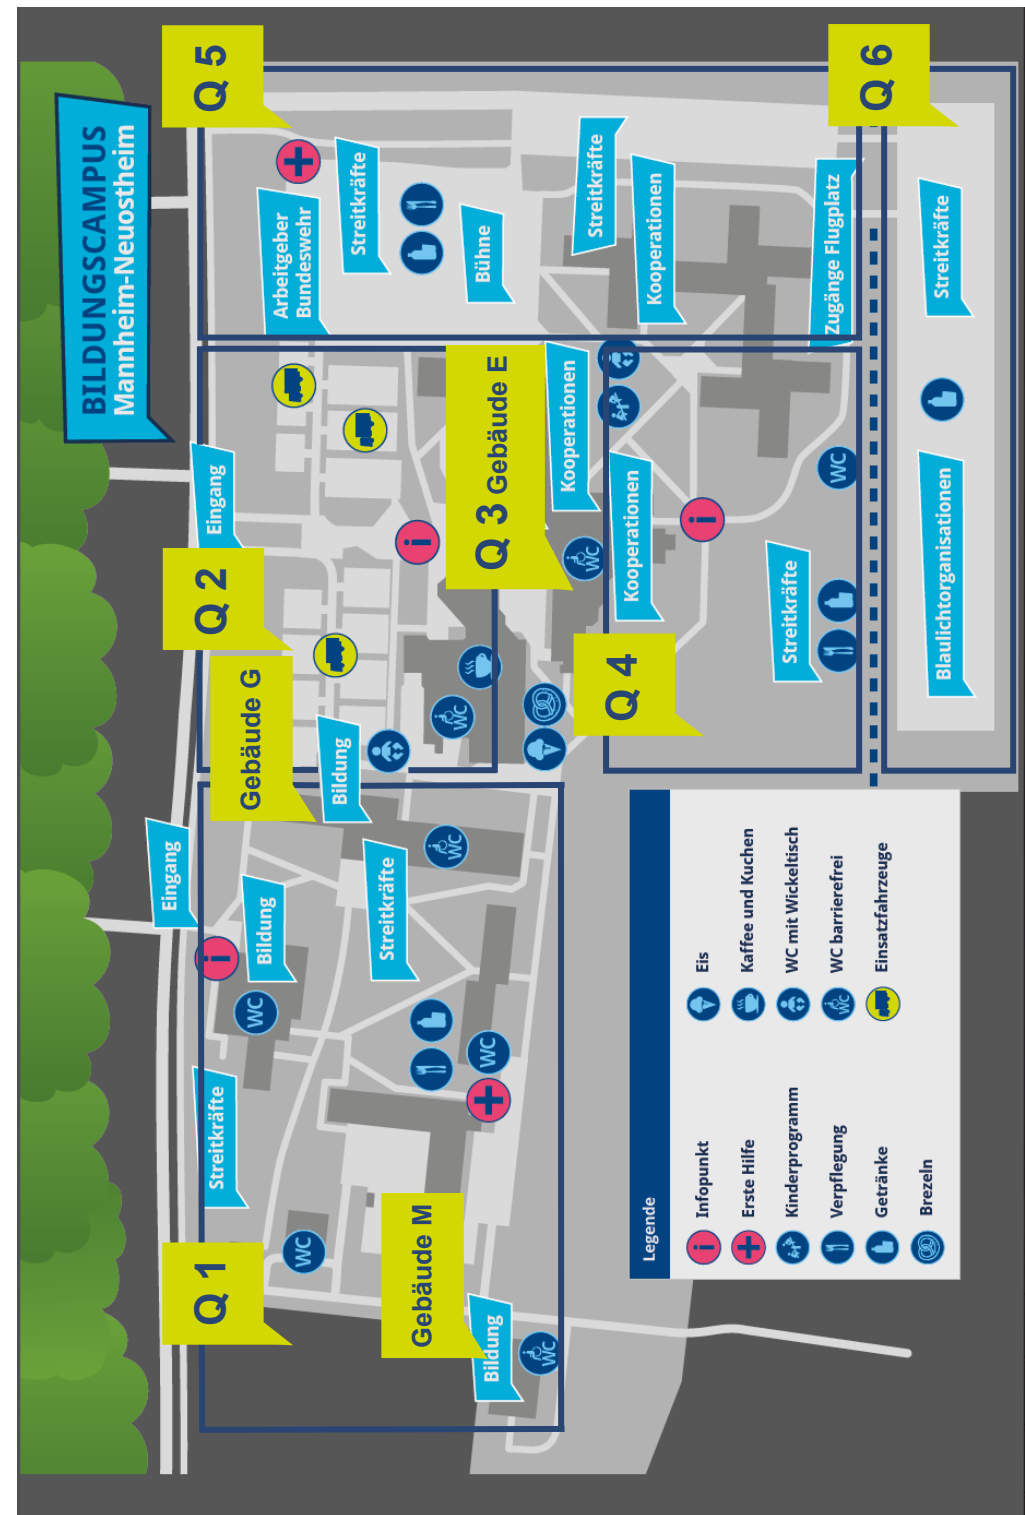 BILDUNGSCAMPUS
Mannheim-Neuostheim
Q 1
Q 2
Q 3 Gebäude E
Q 4
Q 5
Q 6
Gebäude M
Gebäude G
Eingang
Eingang
Streitkräfte
Bildung
Bildung
Streitkräfte
Bildung
WC
WC
WC
WC
WC
WC
WC
WC
Arbeitgeber
Bundeswehr
Streitkräfte
Bühne
Streitkräfte
Kooperationen
Zugänge Flugplatz
Kooperationen
Kooperationen
Streitkräfte
Streitkräfte
Blaulichtorganisationen
Legende
Infopunkt
Erste Hilfe
Kinderprogramm
Verpflegung
Getränke
Brezeln
Eis
Kaffee und Kuchen
WC mit Wickeltisch
WC barrierefrei
WC
Einsatzfahrzeuge